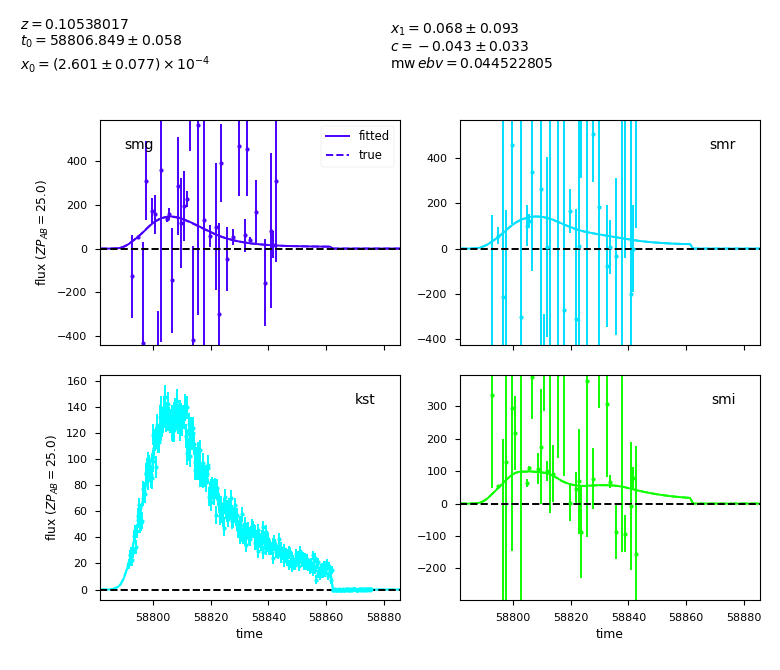 z = 0.10538017
t₀ = 58806.849 ± 0.058
x₀ = (2.601 ± 0.077) × 10⁻⁴
x₁ = 0.068 ± 0.093
c = −0.043 ± 0.033
mw ebv = 0.044522805
smg
fitted
true
400
200
0
−200
−400
flux (ZP_AB = 25.0)
smr
400
200
0
−200
−400
kst
160
140
120
100
80
60
40
20
0
flux (ZP_AB = 25.0)
58800 58820 58840 58860 58880
time
smi
300
200
100
0
−100
−200
58800 58820 58840 58860 58880
time